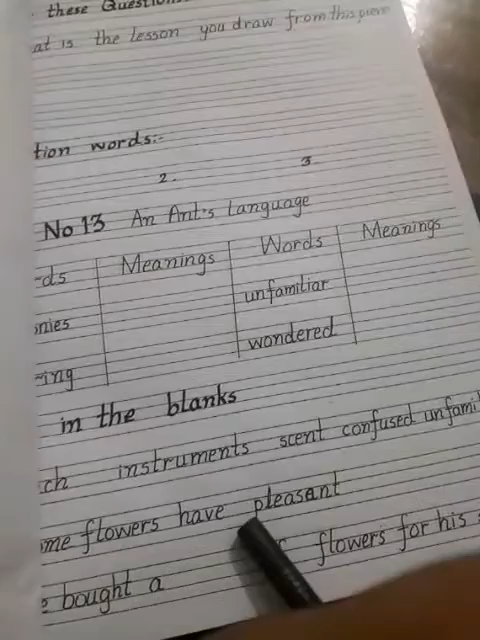 these Question
at is the lesson you draw from this piece
tion words:-
2. 3
No 13 An Ant's Language
ds Meanings Words Meanings
nies unfamiliar
ing wondered
in the blanks
ch instruments scent confused unfamil
me flowers have pleasant
bought a flowers for his